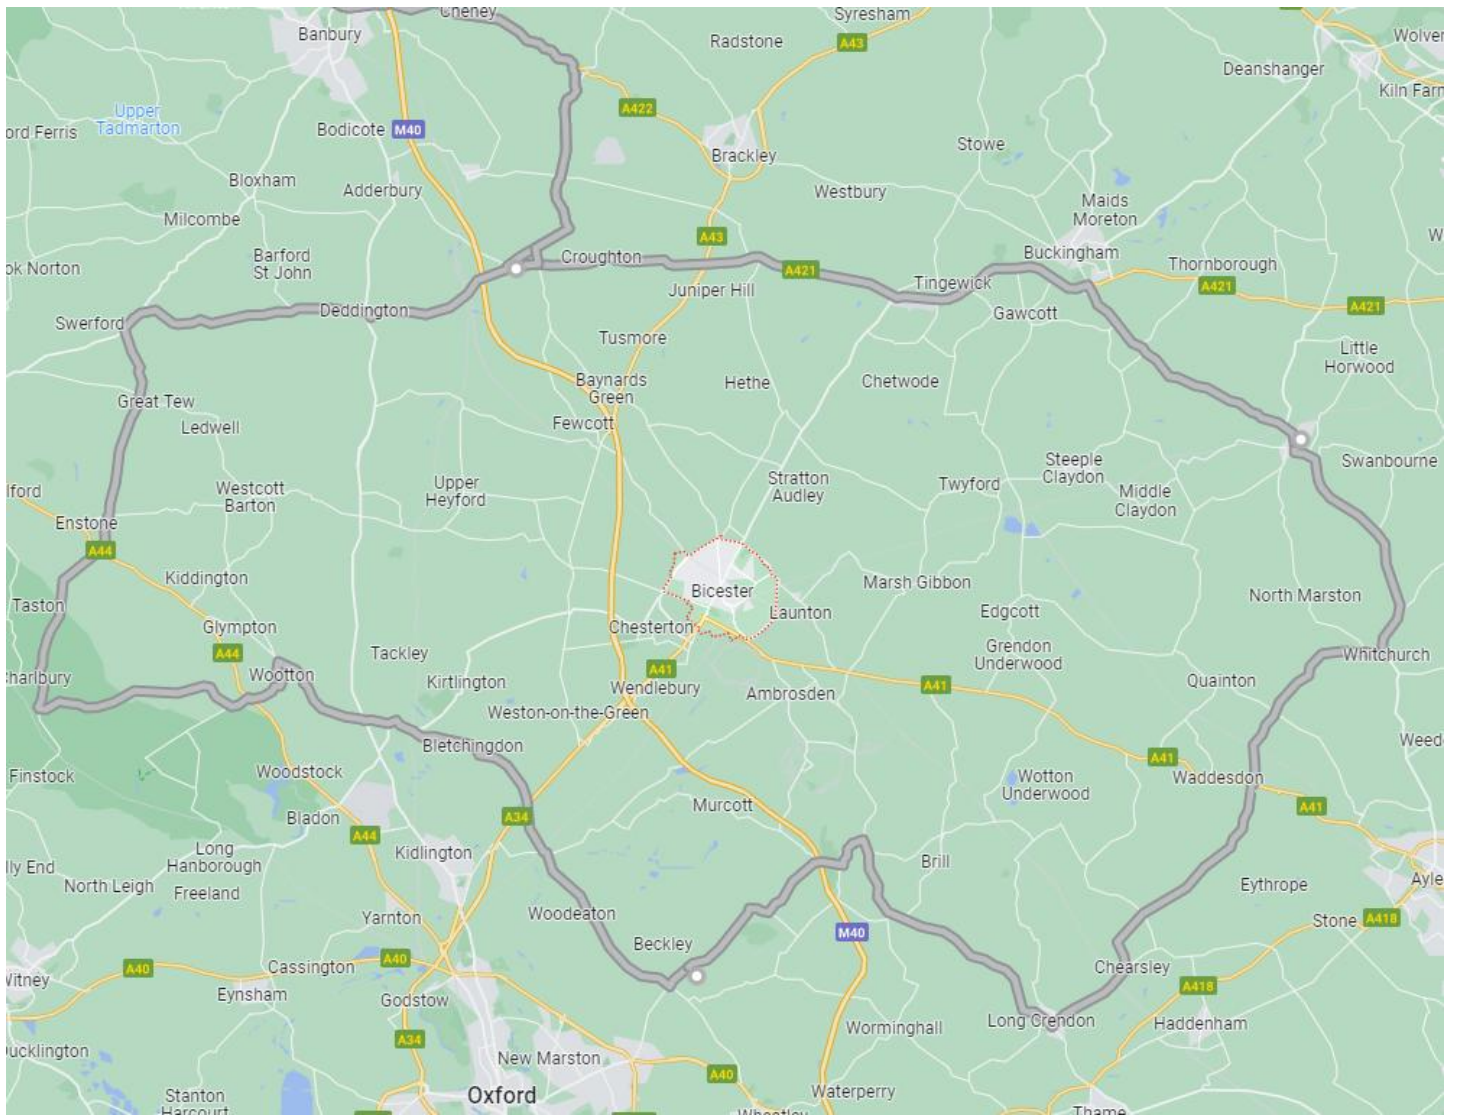 Cheney
Syresham
Banbury
Radstone
A43
Wolver
Deanshanger
Upper
Tadmarton
A422
Kiln Farm
ord Ferris
Bodicote
M40
Brackley
Stowe
Bloxham
Adderbury
Westbury
Maids
Moreton
Milcombe
A43
W
Barford
St John
Croughton
Buckingham
Thornborough
ok Norton
A421
Tingewick
A421
Juniper Hill
A421
Deddington
Gawcott
Swerford
Tusmore
Little
Horwood
Baynards
Green
Hethe
Chetwode
Great Tew
Ledwell
Fewcott
Steeple
Claydon
Swanbourne
Upper
Heyford
Stratton
Audley
Twyford
Middle
Claydon
lford
Westcott
Barton
Enstone
A44
Kiddington
Bicester
Marsh Gibbon
North Marston
Taston
Launton
Edgcott
Glympton
Chesterton
Grendon
Underwood
A44
Tackley
Whitchurch
Charlbury
Wootton
Kirtlington
A41
Wendlebury
Ambrosden
A41
Quainton
Weston-on-the-Green
Bletchingdon
A41
Weed
Finstock
Woodstock
Wotton
Underwood
Waddesdon
Murcott
A41
Bladon
A34
A44
Long
Hanborough
Kidlington
Brill
lly End
Ayle
North Leigh
Freeland
Eythrope
Yarnton
Woodeaton
Stone
A418
M40
Beckley
A40
Cassington
A40
Chearsley
Witney
Eynsham
Godstow
A418
Long Crendon
Haddenham
Worminghall
A34
Ducklington
New Marston
A40
Stanton
Harcourt
Oxford
Waterperry
Wheatley
Thame